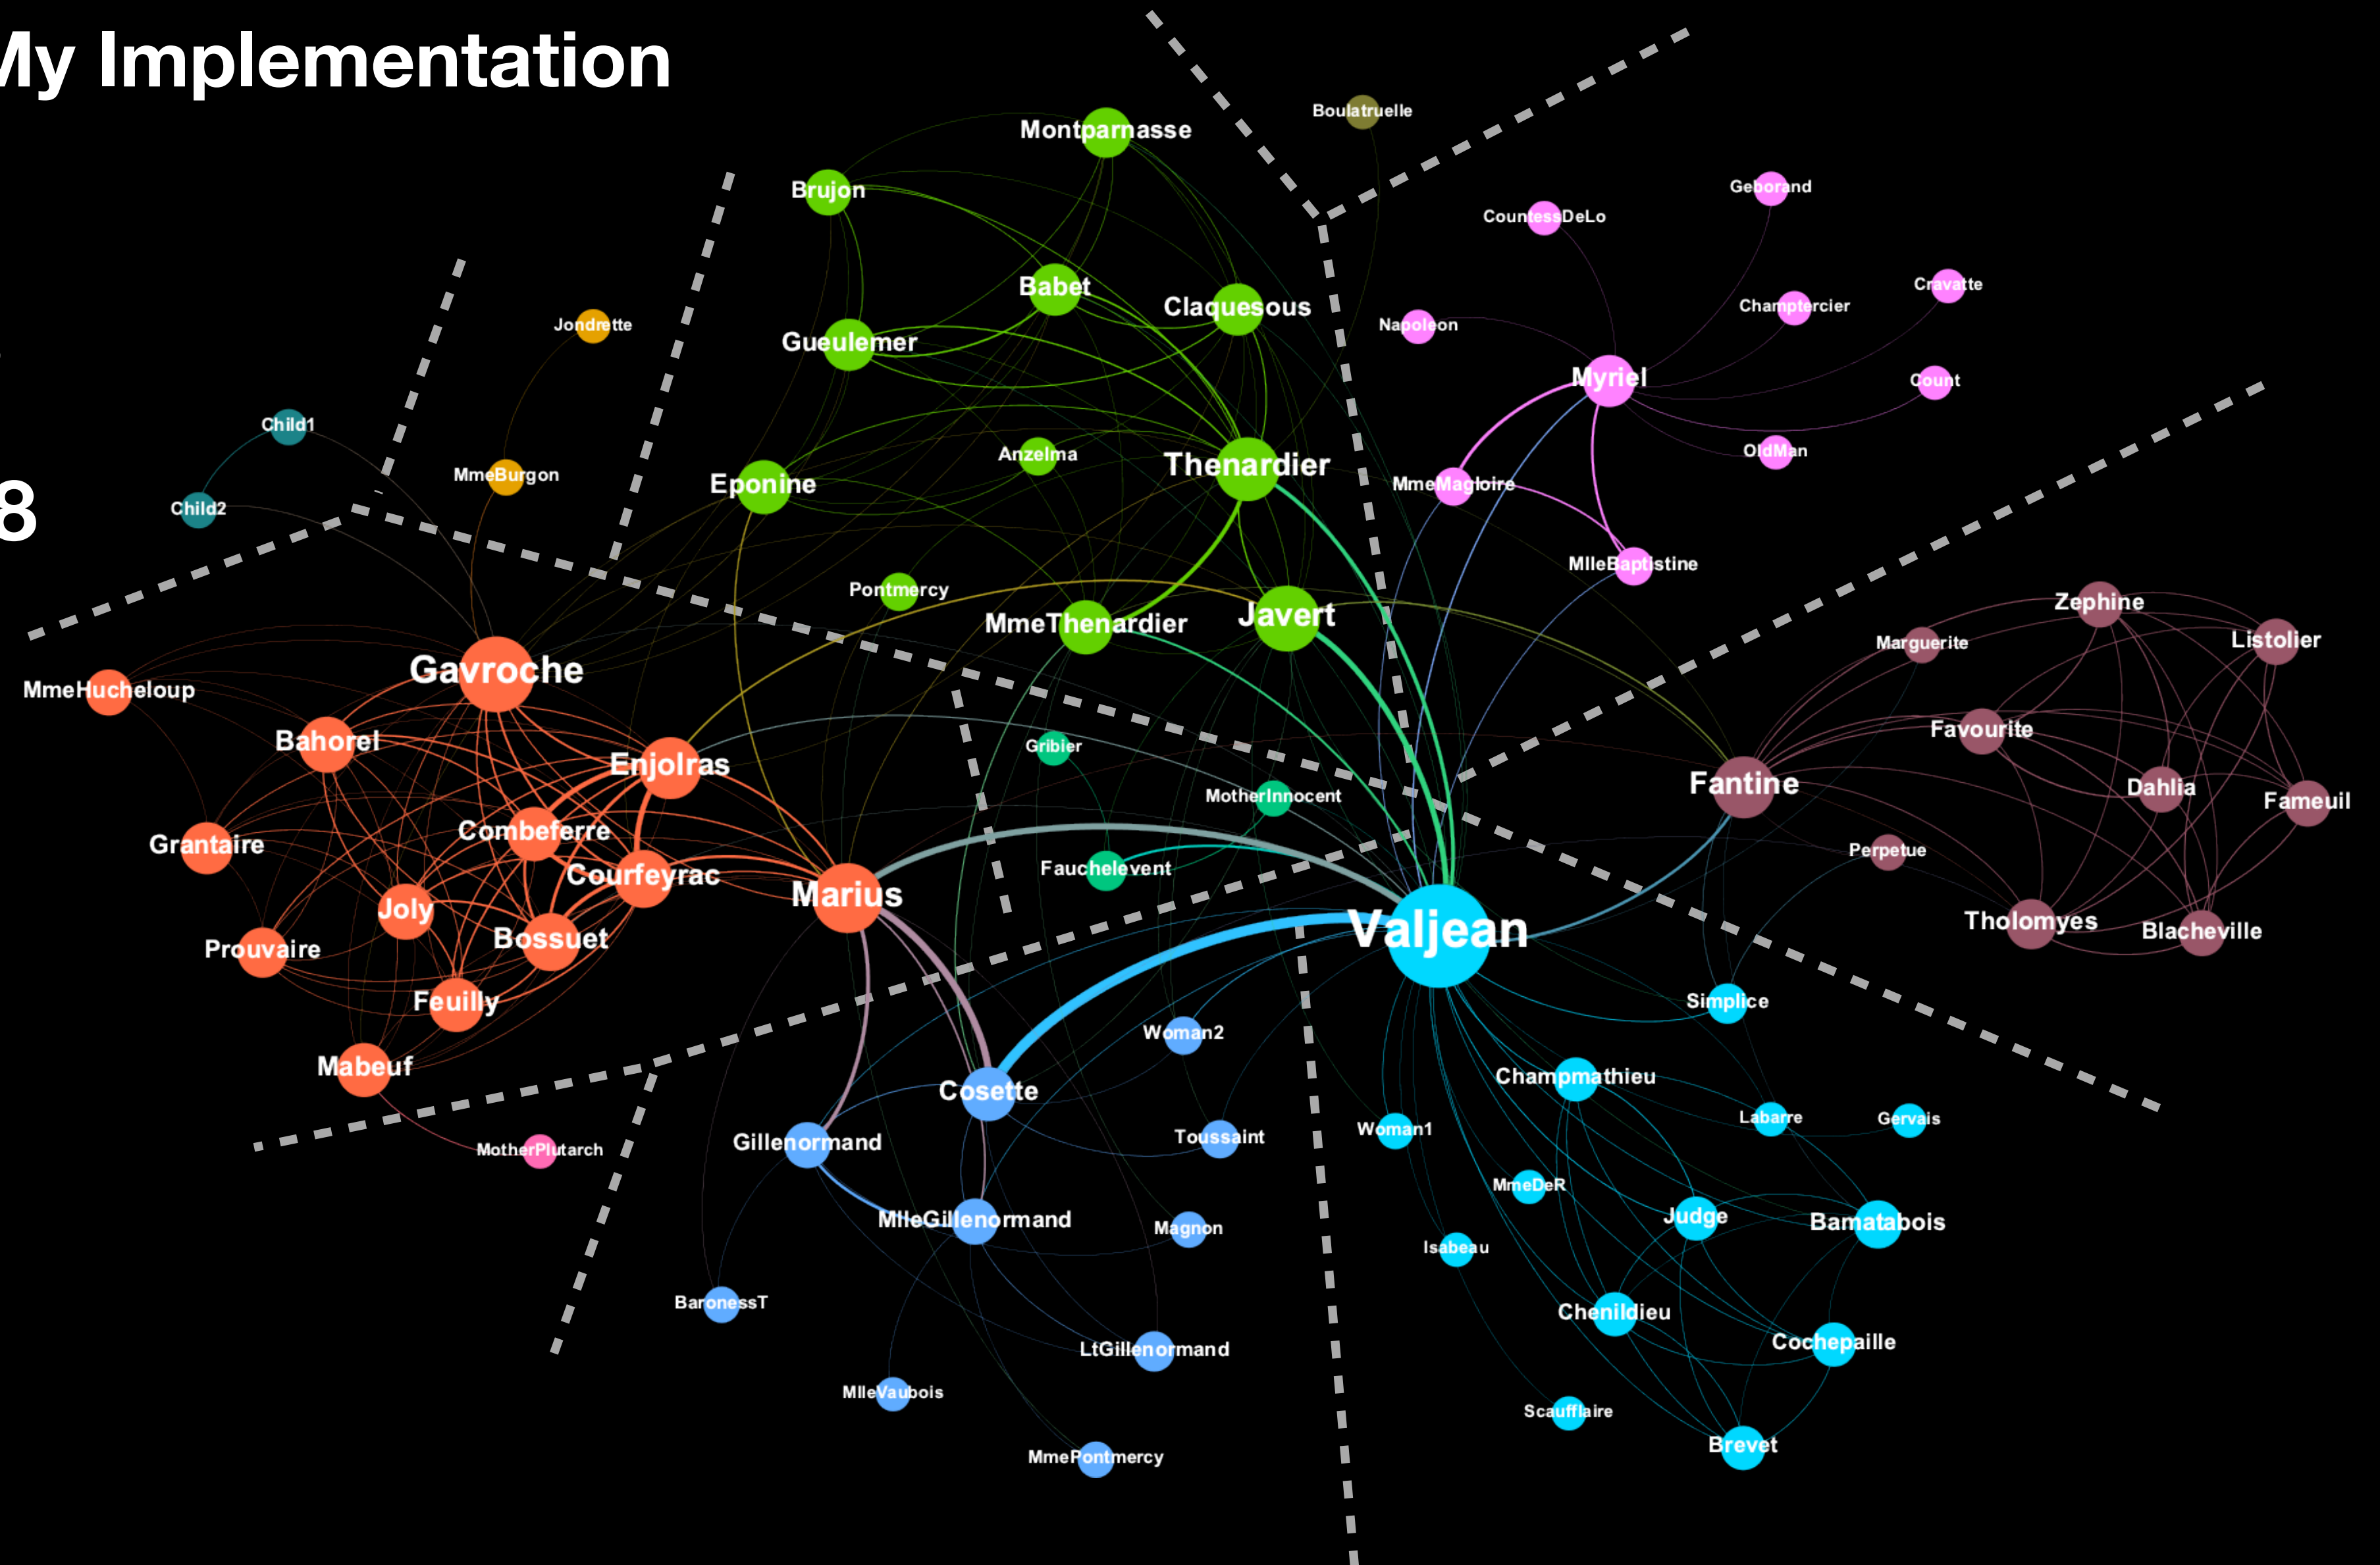 My Implementation
Montparnasse
Boulatruelle
Brujon
Geborand
CountessDeLo
Babet
Claquesous
Cravatte
Champtercier
Jondrette
Napoleon
Gueulemer
Myriel
Count
Child1
Anzelma
OldMan
Thenardier
MmeBurgon
Eponine
MmeMagloire
Child2
8
MlleBaptistine
Pontmercy
Zephine
Javert
MmeThenardier
Listolier
Marguerite
Gavroche
MmeHucheloup
Favourite
Bahorel
Gribier
Enjolras
Fantine
Dahlia
MotherInnocent
Fameuil
Combeferre
Grantaire
Perpetue
Fauchelevent
Courfeyrac
Marius
Joly
Tholomyes
Valjean
Blacheville
Bossuet
Prouvaire
Feuilly
Simplice
Woman2
Mabeuf
Champmathieu
Cosette
Labarre
Gervais
Woman1
Toussaint
Gillenormand
MotherPlutarch
MmeDeR
Judge
MlleGillenormand
Bamatabois
Magnon
Isabeau
BaronessT
Chenildieu
Cochepaille
LtGillenormand
MlleVaubois
Scaufflaire
Brevet
MmePontmercy